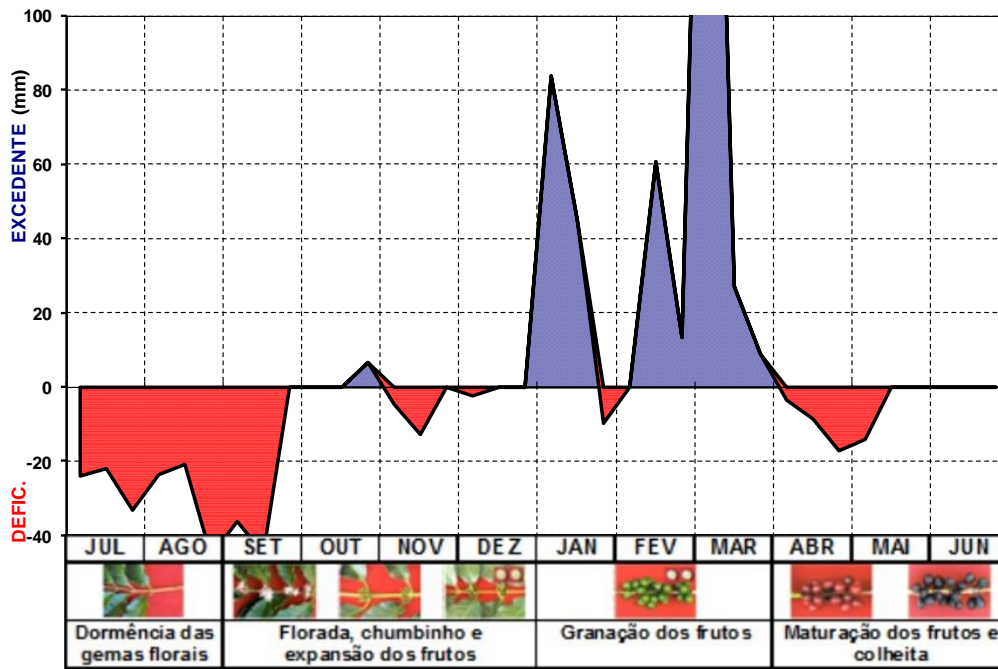 EXCEDENTE (mm)
DEFIC.
100
80
60
40
20
0
-20
-40
JUL AGO SET OUT NOV DEZ JAN FEV MAR ABR MAI JUN
Dormência das
gemas florais
Florada, chumbinho e
expansão dos frutos
Granação dos frutos
Maturação dos frutos e
colheita